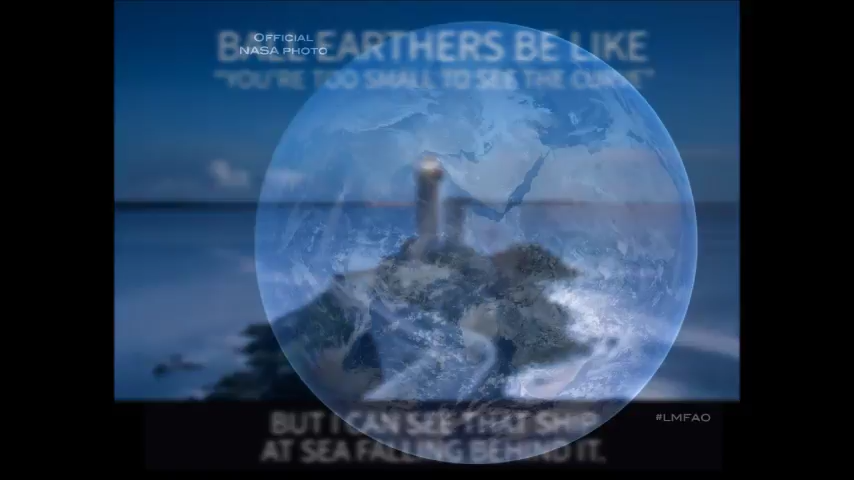 OFFICIAL
NASA PHOTO
BALL EARTHERS BE LIKE
"YOU'RE TOO SMALL TO SEE THE CURVE"
#LMFAO
BUT I CAN SEE THAT SHIP
AT SEA FALLING BEHIND IT.